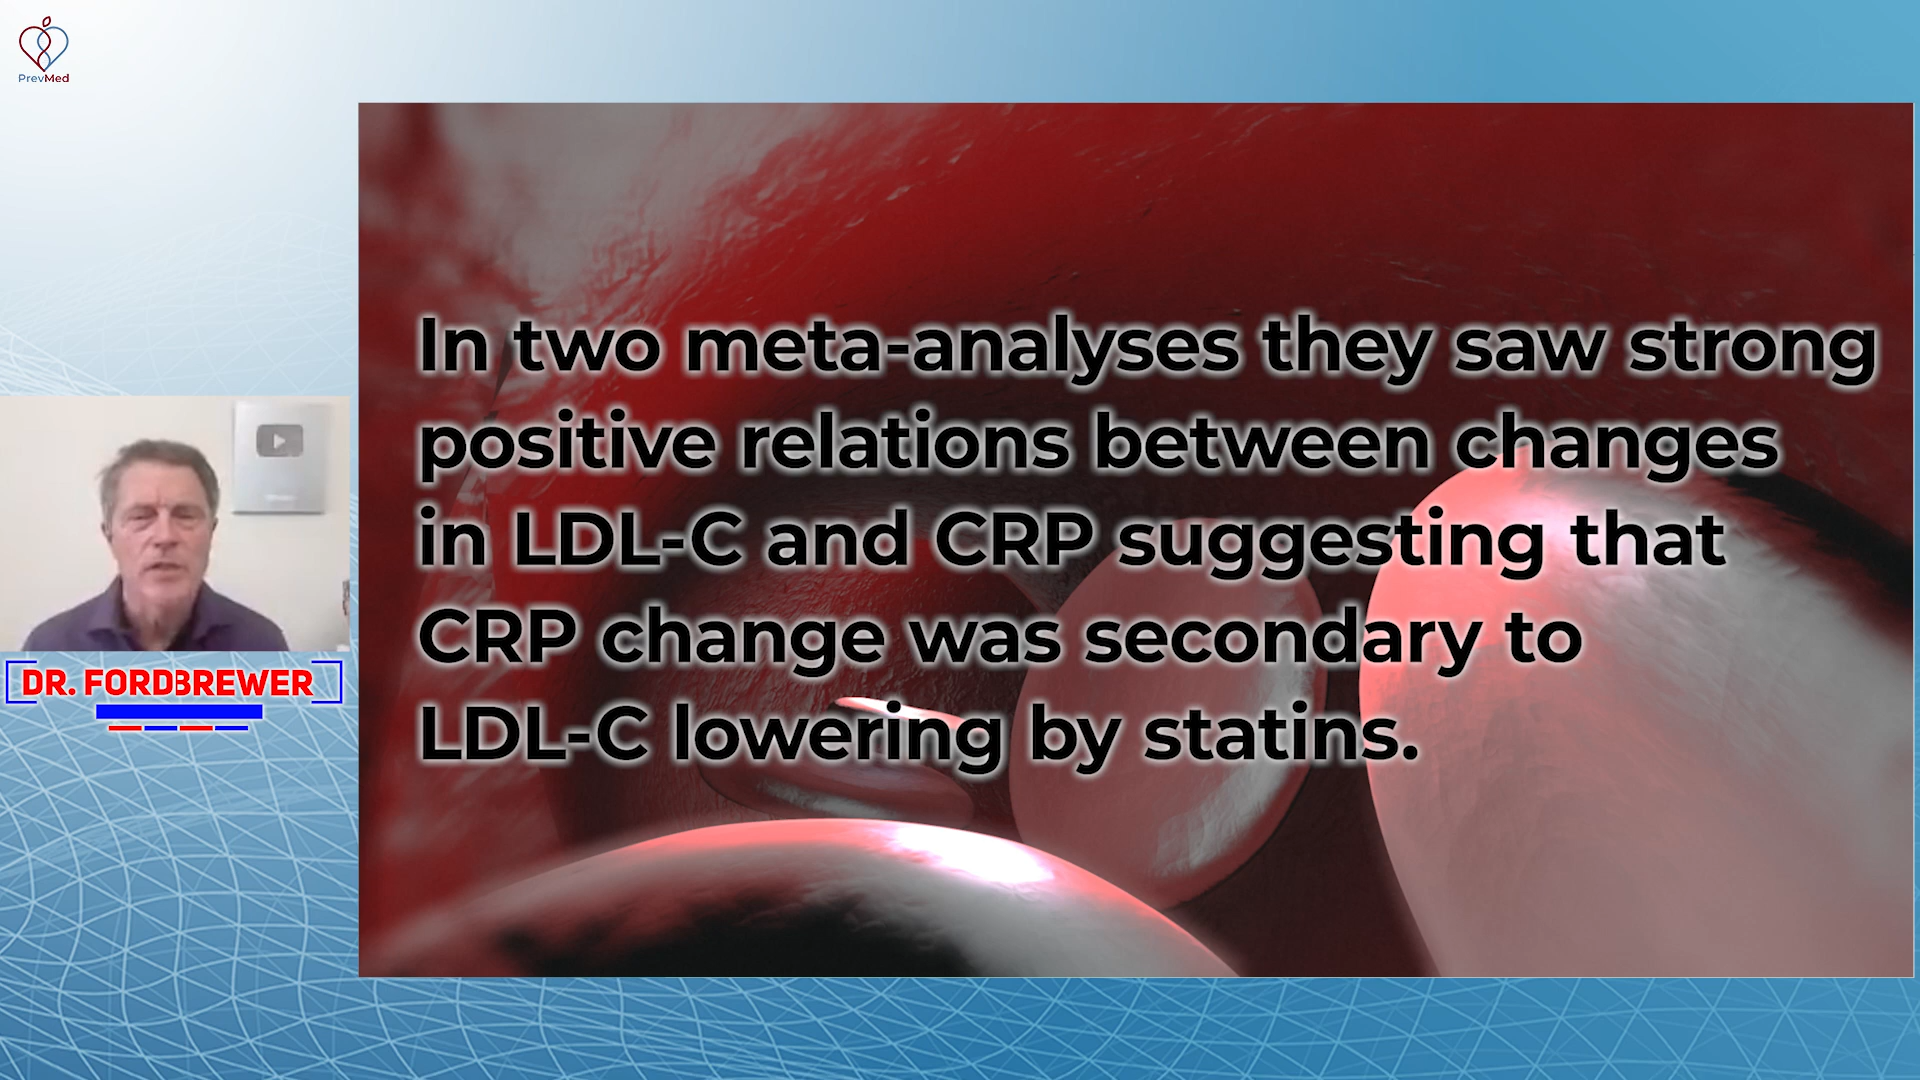 PrevMed
In two meta-analyses they saw strong
positive relations between changes
in LDL-C and CRP suggesting that
CRP change was secondary to
LDL-C lowering by statins.
DR. FORDBREWER